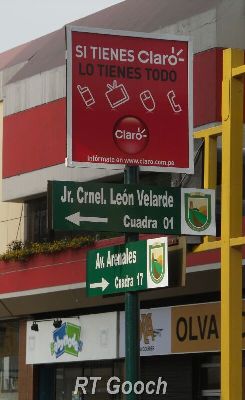 SI TIENES Claro
LO TIENES TODO
Claro
Infórmate en www.claro.com.pe
Jr. Crnel. León Velarde
Cuadra 01
Av. Arenales
Cuadra 17
OLVA
RT Gooch